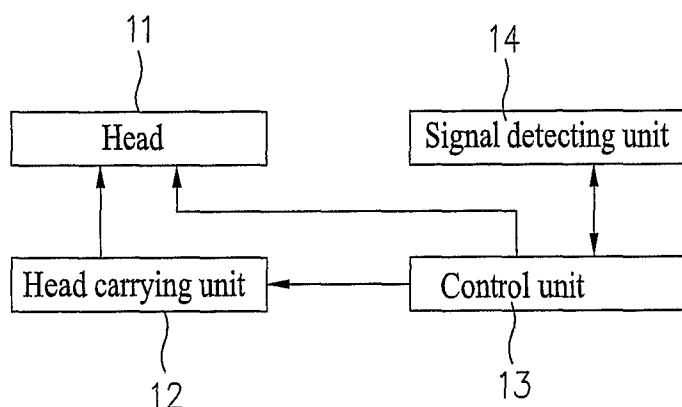 11
14
Head
Signal detecting unit
Head carrying unit
Control unit
12
13